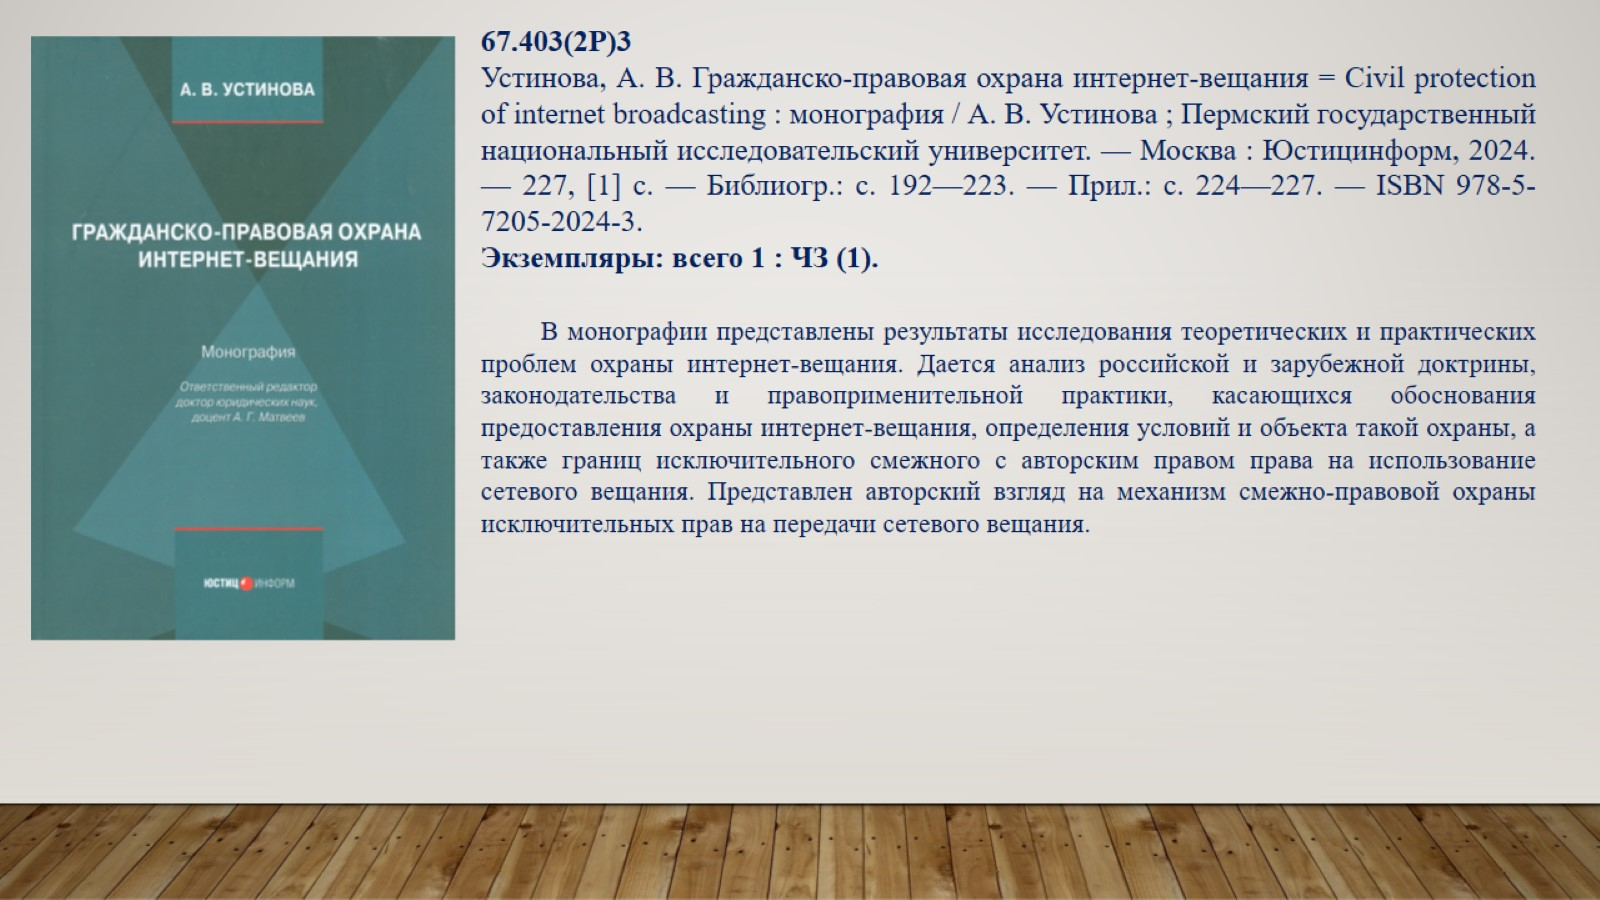 А. В. УСТИНОВА
ГРАЖДАНСКО-ПРАВОВАЯ ОХРАНА
ИНТЕРНЕТ-ВЕЩАНИЯ
Монография
Ответственный редактор
доктор юридических наук,
доцент А. Г. Матвеев
ЮСТИЦИНФОРМ
67.403(2Р)3
Устинова, А. В. Гражданско-правовая охрана интернет-вещания = Civil protection
of internet broadcasting : монография / А. В. Устинова ; Пермский государственный
национальный исследовательский университет. — Москва : Юстицинформ, 2024.
— 227, [1] с. — Библиогр.: с. 192—223. — Прил.: с. 224—227. — ISBN 978-5-
7205-2024-3.
Экземпляры: всего 1 : ЧЗ (1).
В монографии представлены результаты исследования теоретических и практических
проблем охраны интернет-вещания. Дается анализ российской и зарубежной доктрины,
законодательства и правоприменительной практики, касающихся обоснования
предоставления охраны интернет-вещания, определения условий и объекта такой охраны, а
также границ исключительного смежного с авторским правом права на использование
сетевого вещания. Представлен авторский взгляд на механизм смежно-правовой охраны
исключительных прав на передачи сетевого вещания.